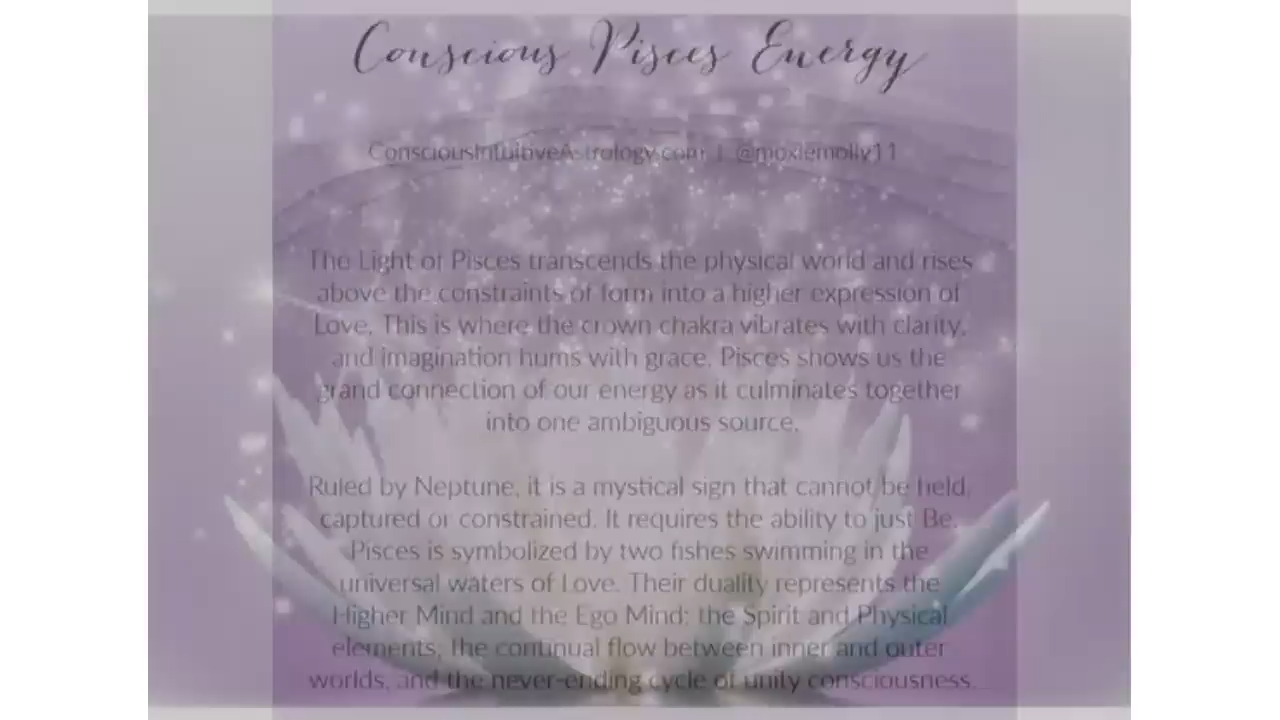 Conscious Pisces Energy
ConsciousIntuitiveAstrology.com | @moxiemolly11
The Light of Pisces transcends the physical world and rises
above the constraints of form into a higher expression of
Love. This is where the crown chakra vibrates with clarity,
and imagination hums with grace. Pisces shows us the
grand connection of our energy as it culminates together
into one ambiguous source.
Ruled by Neptune, it is a mystical sign that cannot be held,
captured or constrained. It requires the ability to just Be.
Pisces is symbolized by two fishes swimming in the
universal waters of Love. Their duality represents the
Higher Mind and the Ego Mind; the Spirit and Physical
elements; the continual flow between inner and outer
worlds, and the never-ending cycle of unity consciousness.